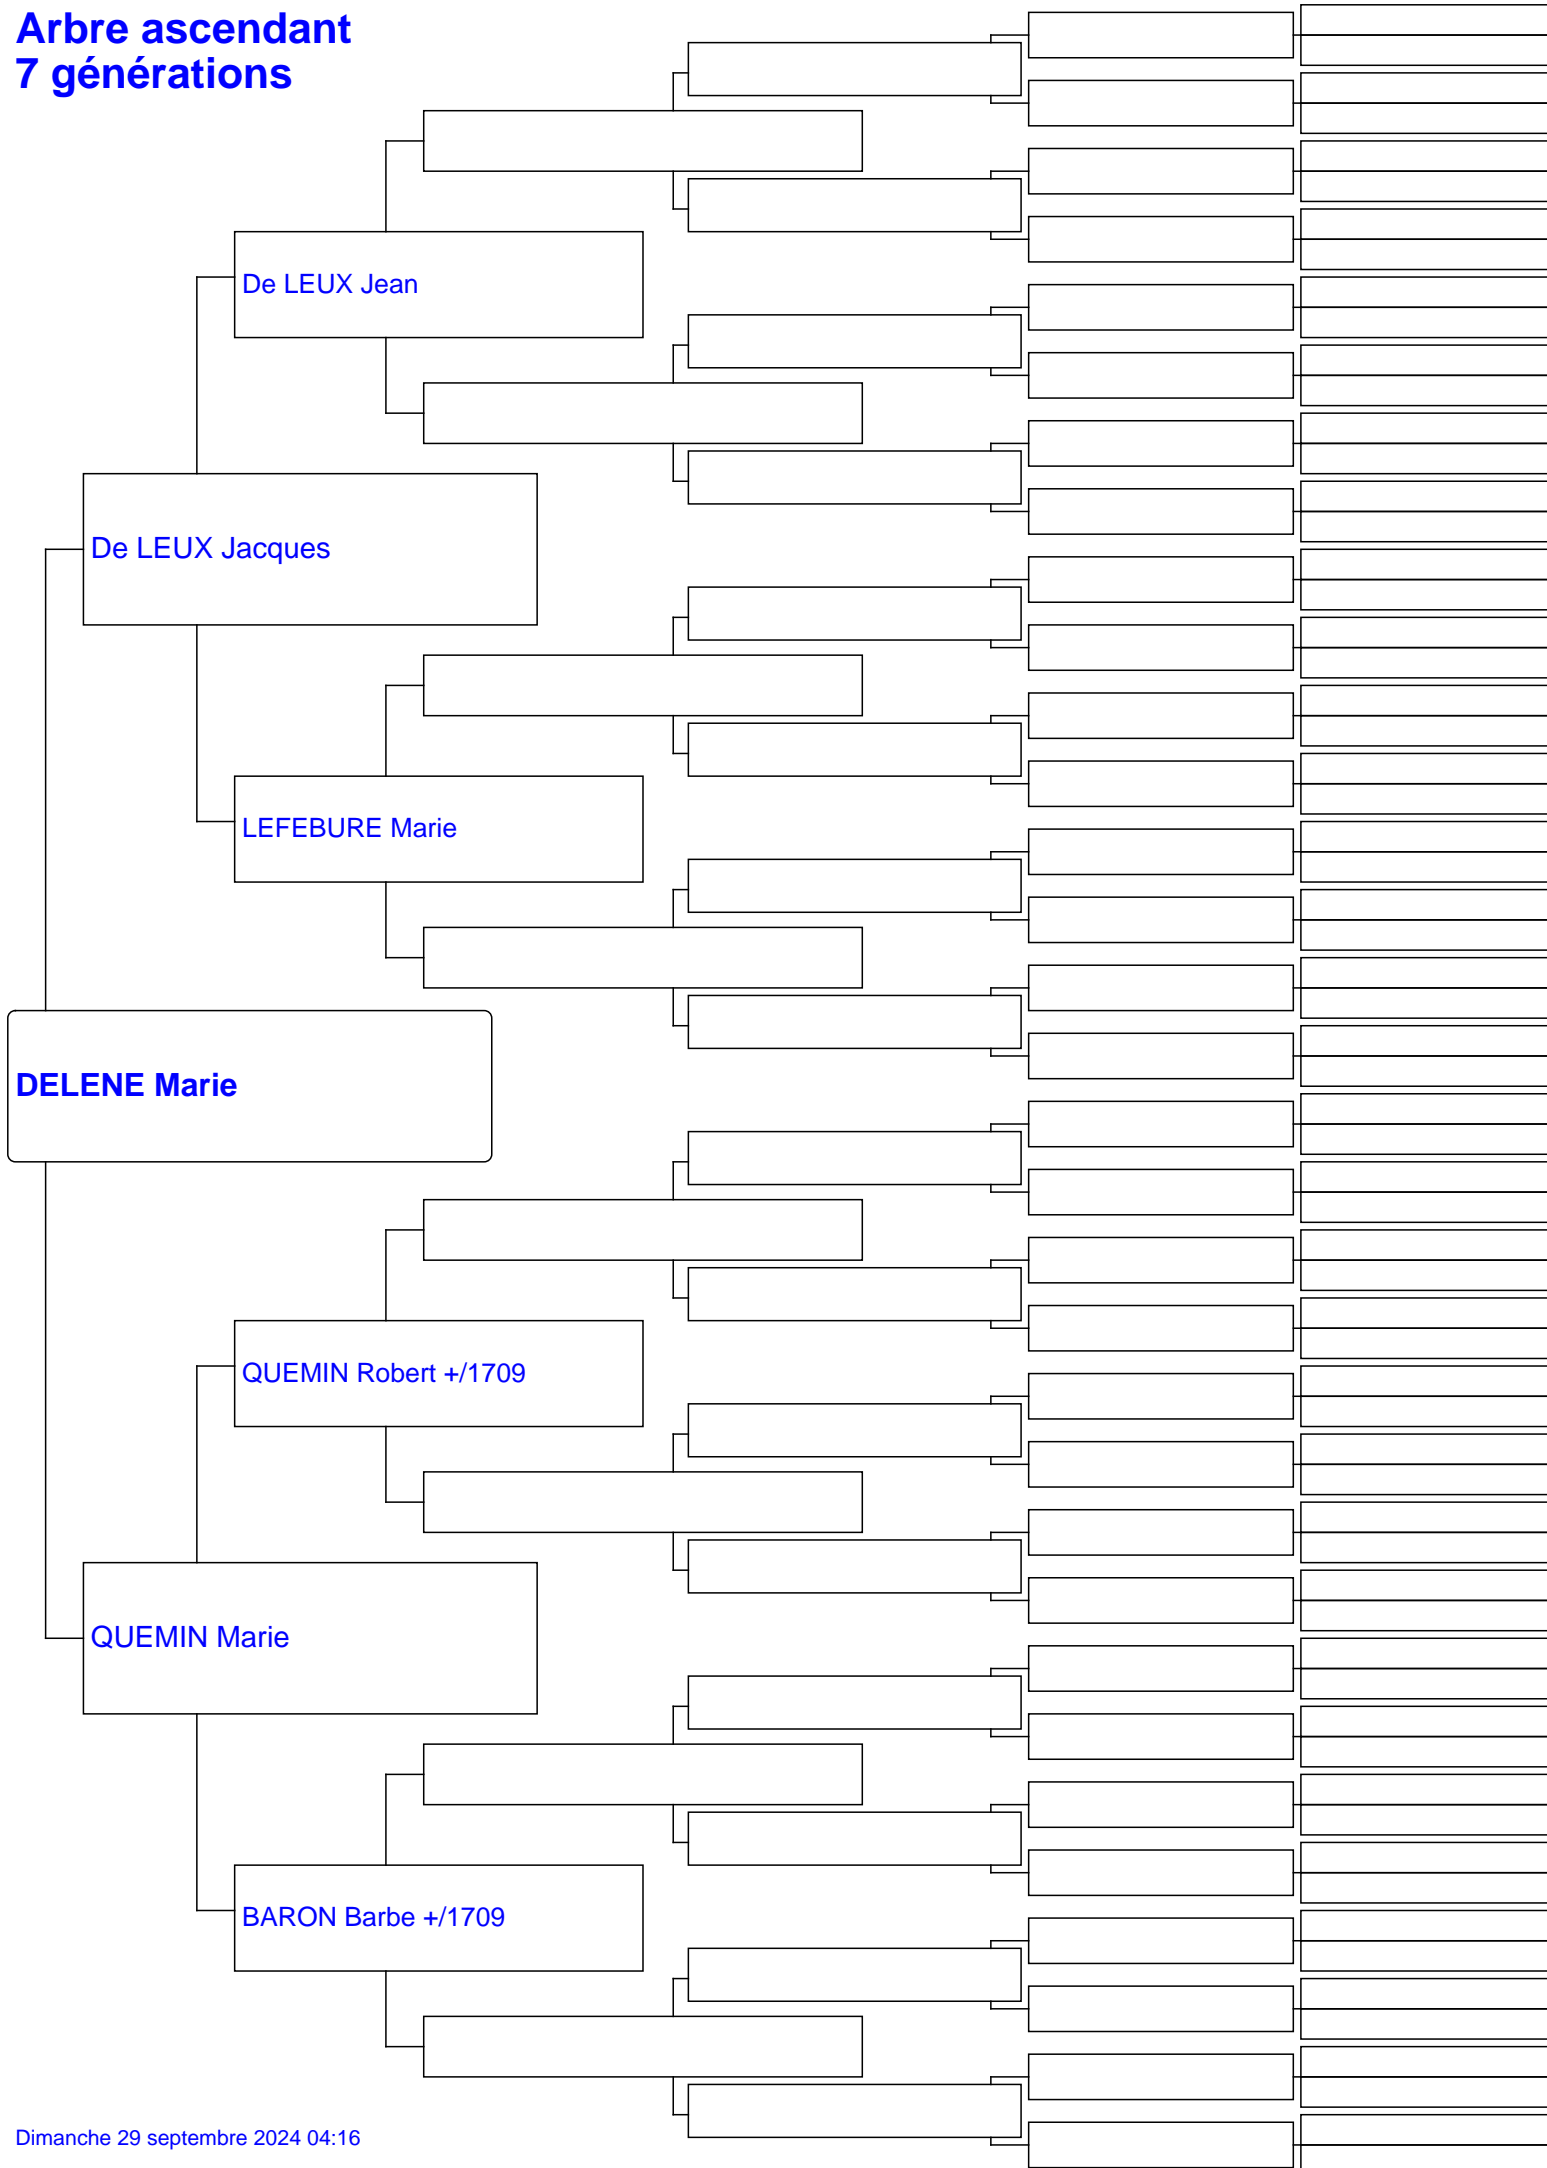 Arbre ascendant
7 générations
De LEUX Jean
De LEUX Jacques
LEFEBURE Marie
DELENE Marie
QUEMIN Robert +/1709
QUEMIN Marie
BARON Barbe +/1709
Dimanche 29 septembre 2024 04:16